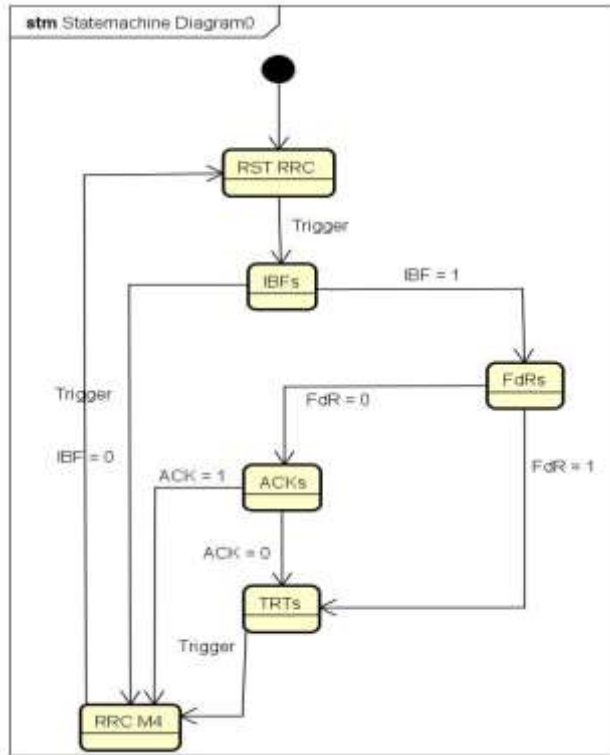 stm Statemachine Diagram0
RST RRC
Trigger
IBFs
IBF = 1
FdRs
Trigger
FdR = 0
IBF = 0
ACK = 1
ACKs
FdR = 1
ACK = 0
TRTs
Trigger
RRC M4